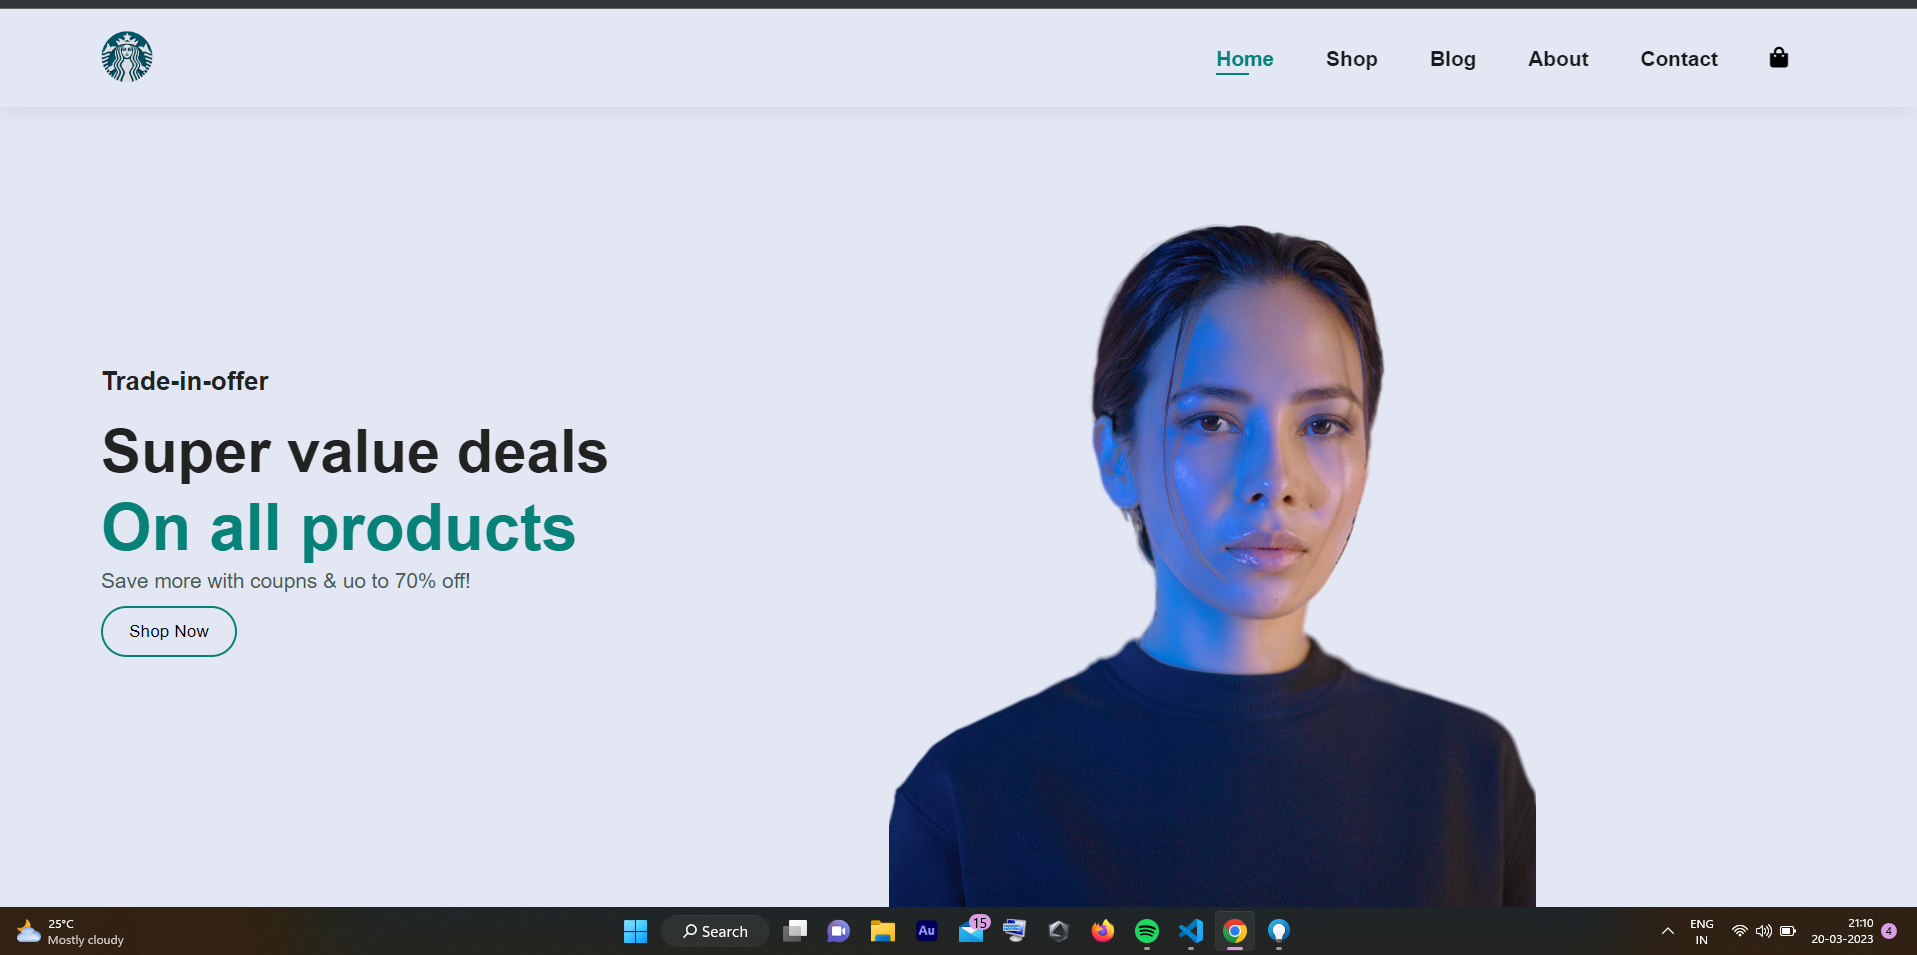 Home Shop Blog About Contact
Trade-in-offer
Super value deals
On all products
Save more with coupns & uo to 70% off!
Shop Now
25°C
Mostly cloudy
Search
Au
15
ENG
IN
21:10
20-03-2023
4